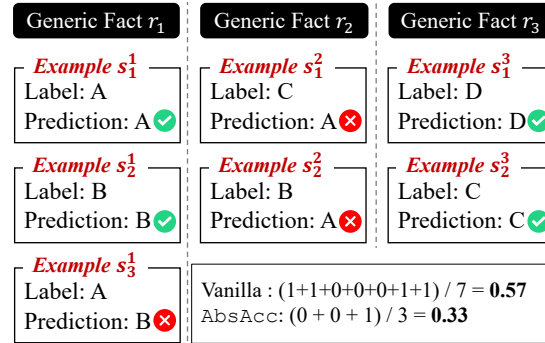 Generic Fact r₁
Generic Fact r₂
Generic Fact r₃
Example s₁¹
Label: A
Prediction: A
Example s₁²
Label: C
Prediction: A
Example s₁³
Label: D
Prediction: D
Example s₂¹
Label: B
Prediction: B
Example s₂²
Label: B
Prediction: A
Example s₂³
Label: C
Prediction: C
Example s₃¹
Label: A
Prediction: B
Vanilla : (1+1+0+0+0+1+1) / 7 = 0.57
AbsAcc: (0 + 0 + 1) / 3 = 0.33